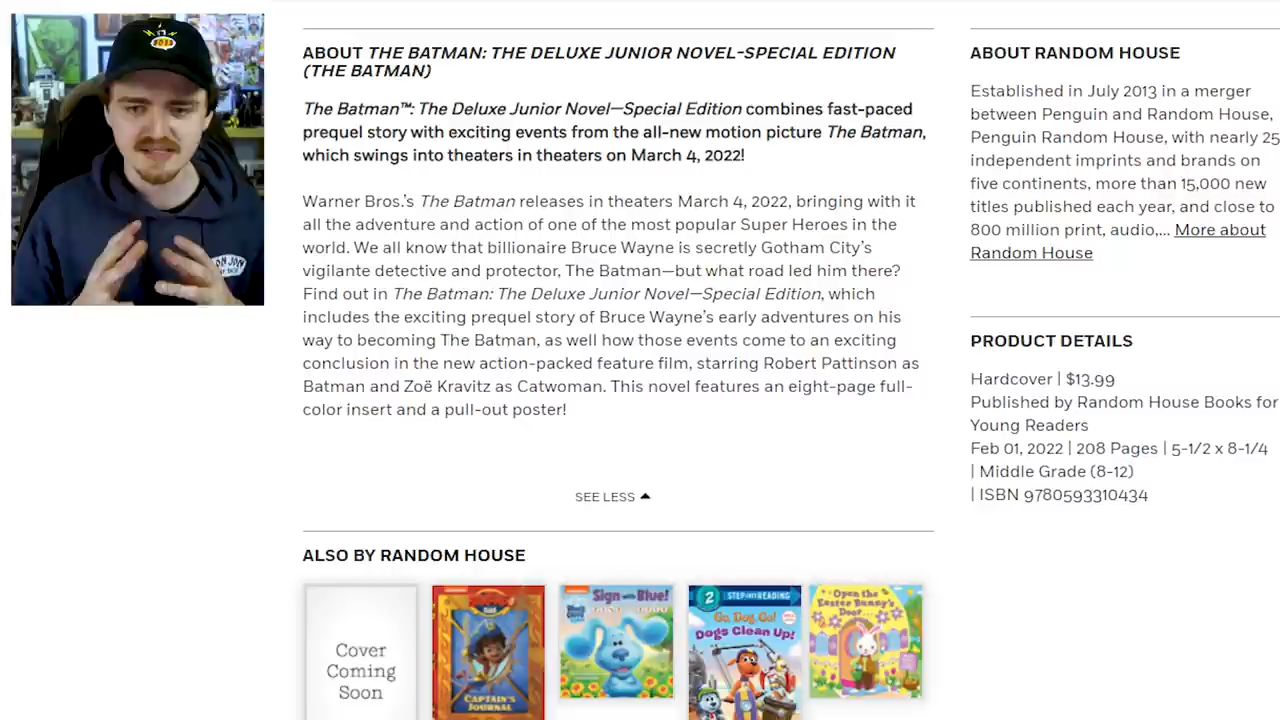 ABOUT THE BATMAN: THE DELUXE JUNIOR NOVEL–SPECIAL EDITION
(THE BATMAN)
The Batman™: The Deluxe Junior Novel—Special Edition combines fast-paced
prequel story with exciting events from the all-new motion picture The Batman,
which swings into theaters in theaters on March 4, 2022!
Warner Bros.'s The Batman releases in theaters March 4, 2022, bringing with it
all the adventure and action of one of the most popular Super Heroes in the
world. We all know that billionaire Bruce Wayne is secretly Gotham City's
vigilante detective and protector, The Batman—but what road led him there?
Find out in The Batman: The Deluxe Junior Novel—Special Edition, which
includes the exciting prequel story of Bruce Wayne's early adventures on his
way to becoming The Batman, as well how those events come to an exciting
conclusion in the new action-packed feature film, starring Robert Pattinson as
Batman and Zoë Kravitz as Catwoman. This novel features an eight-page full-
color insert and a pull-out poster!
SEE LESS
ALSO BY RANDOM HOUSE
Cover
Coming
Soon
CAPTAIN'S
JOURNAL
Sign with Blue!
2 STEP INTO READING
Go, Dog. Go!
Dogs Clean Up!
Open the
Easter Bunny's
Door
ABOUT RANDOM HOUSE
Established in July 2013 in a merger
between Penguin and Random House,
Penguin Random House, with nearly 25
independent imprints and brands on
five continents, more than 15,000 new
titles published each year, and close to
800 million print, audio,... More about
Random House
PRODUCT DETAILS
Hardcover | $13.99
Published by Random House Books for
Young Readers
Feb 01, 2022 | 208 Pages | 5-1/2 x 8-1/4
| Middle Grade (8-12)
| ISBN 9780593310434